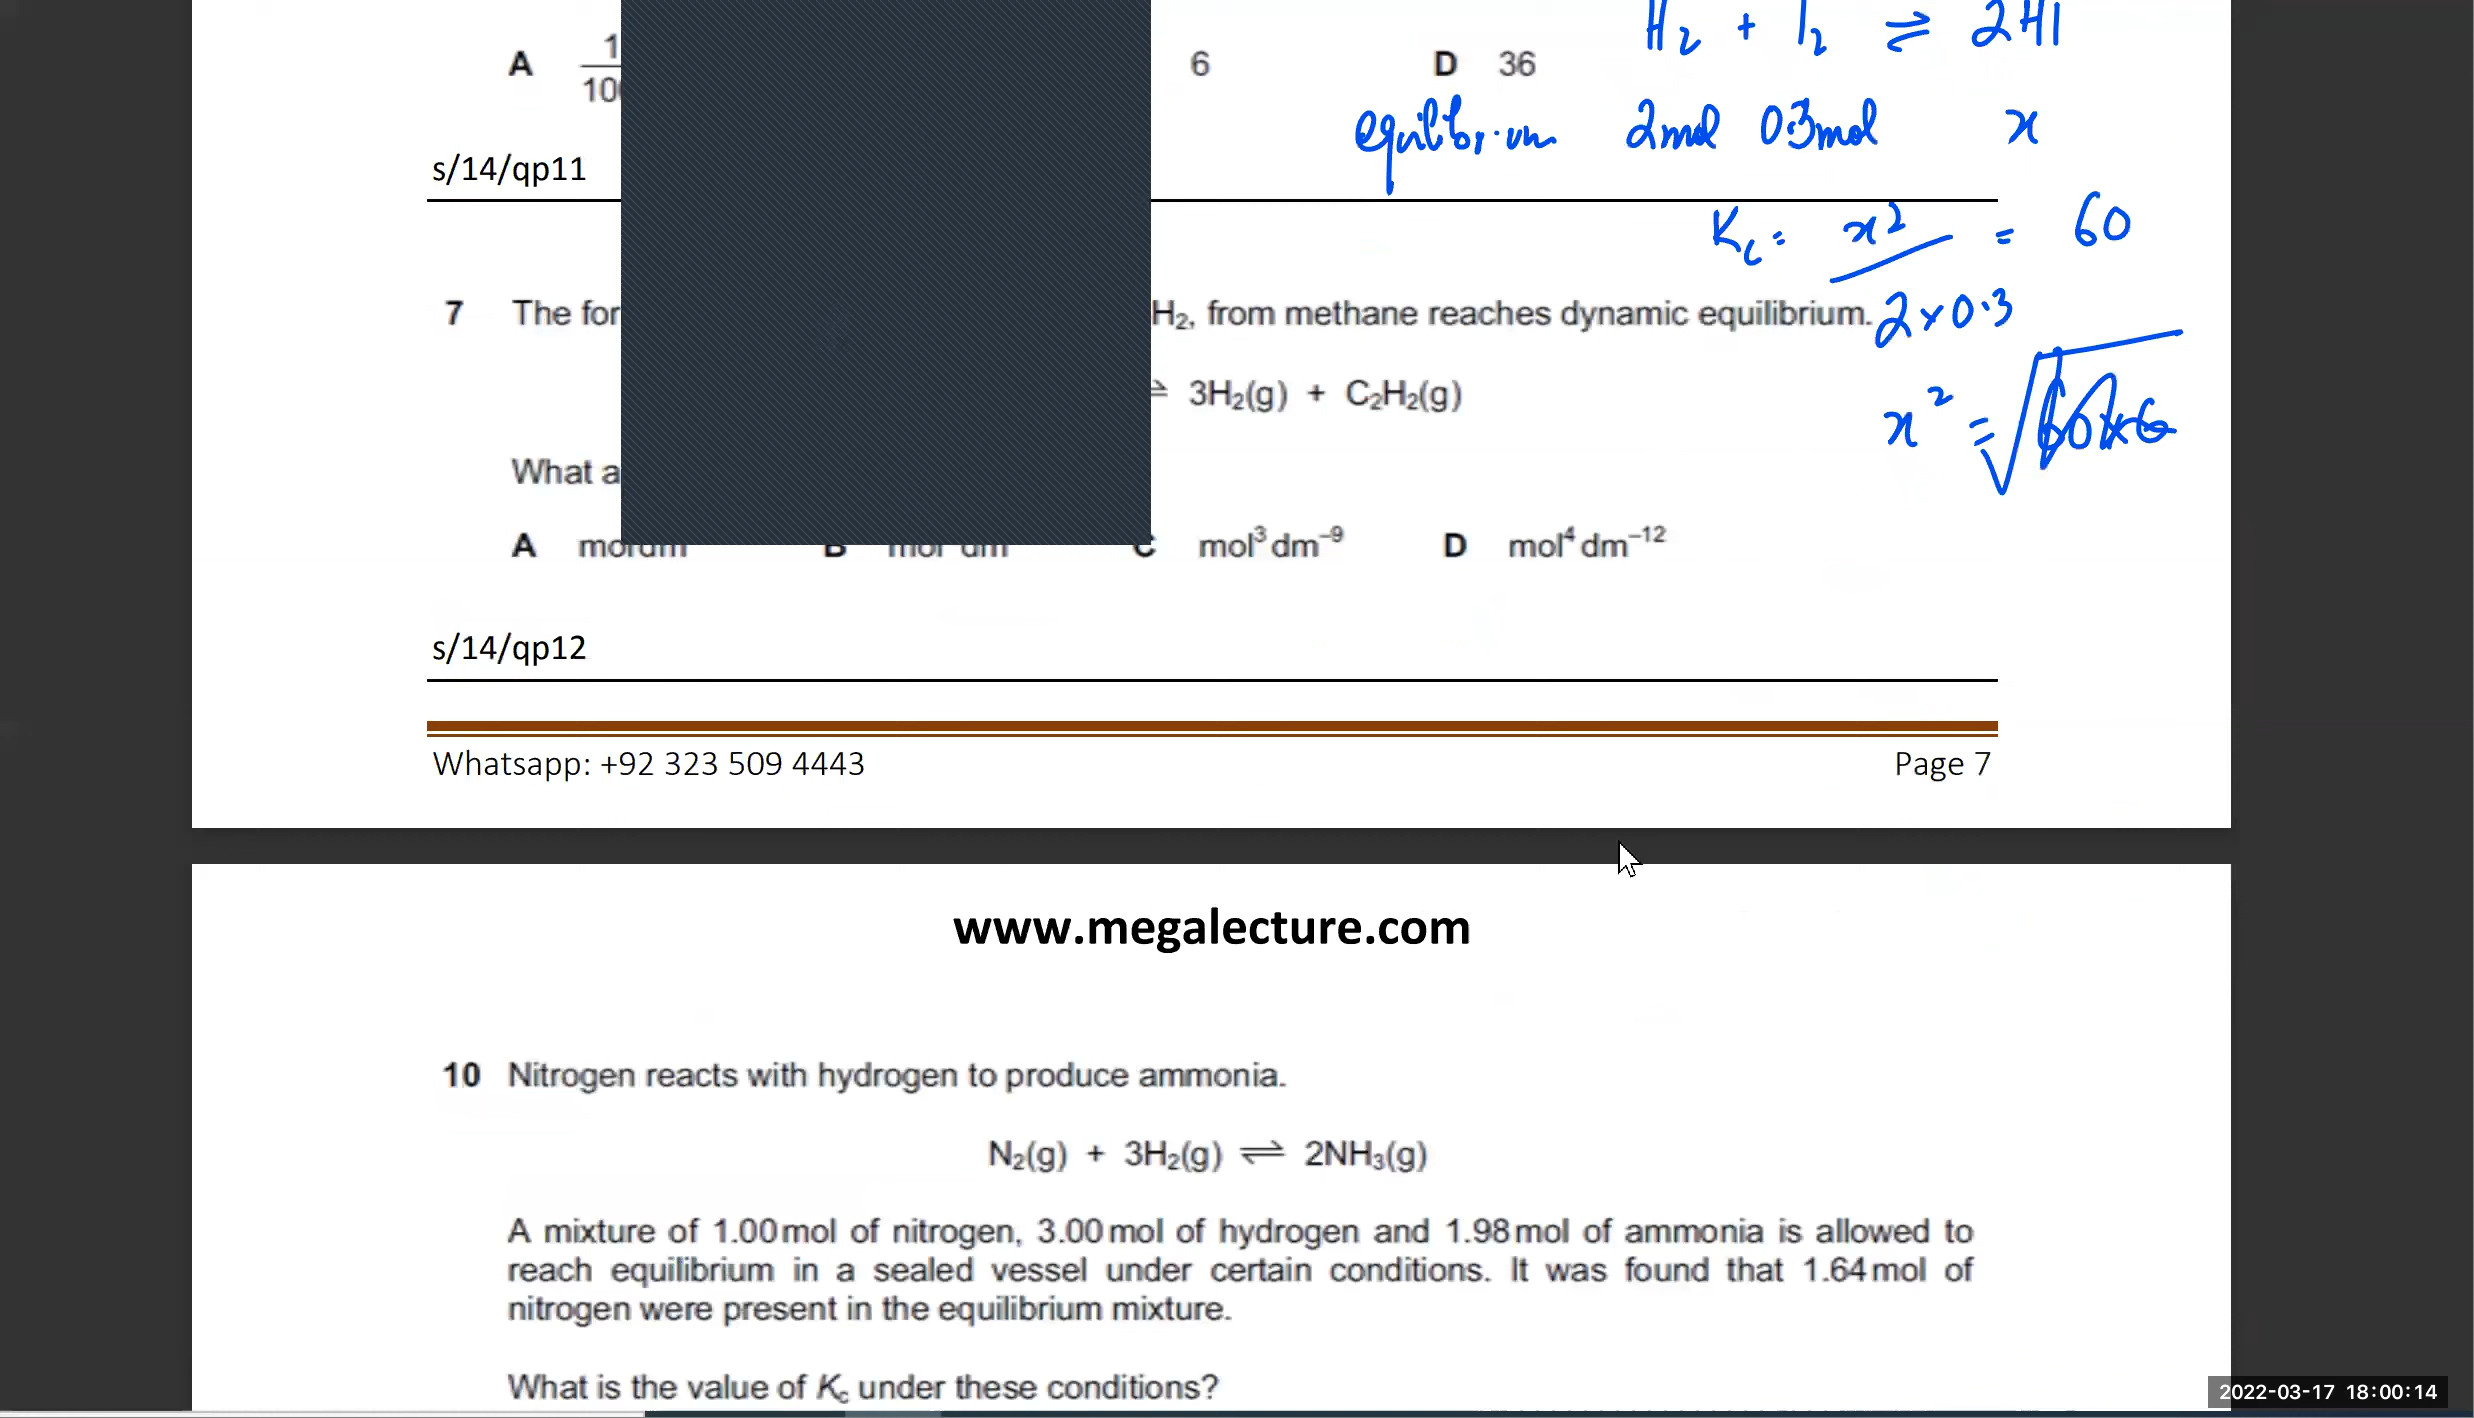 H₂ + I₂ ⇌ 2HI
A 1 6 D 36
equilibrium 2mol 0.3mol x
s/14/qp11
Kc = x² = 60
2 x 0.3
7 The for H₂, from methane reaches dynamic equilibrium.
⇌ 3H₂(g) + C₂H₂(g)
x² = √
What a
A C mol³ dm⁻⁹ D mol⁴ dm⁻¹²
s/14/qp12
Whatsapp: +92 323 509 4443 Page 7
www.megalecture.com
10 Nitrogen reacts with hydrogen to produce ammonia.
N₂(g) + 3H₂(g) ⇌ 2NH₃(g)
A mixture of 1.00 mol of nitrogen, 3.00 mol of hydrogen and 1.98 mol of ammonia is allowed to
reach equilibrium in a sealed vessel under certain conditions. It was found that 1.64 mol of
nitrogen were present in the equilibrium mixture.
What is the value of Kc under these conditions?
2022-03-17 18:00:14